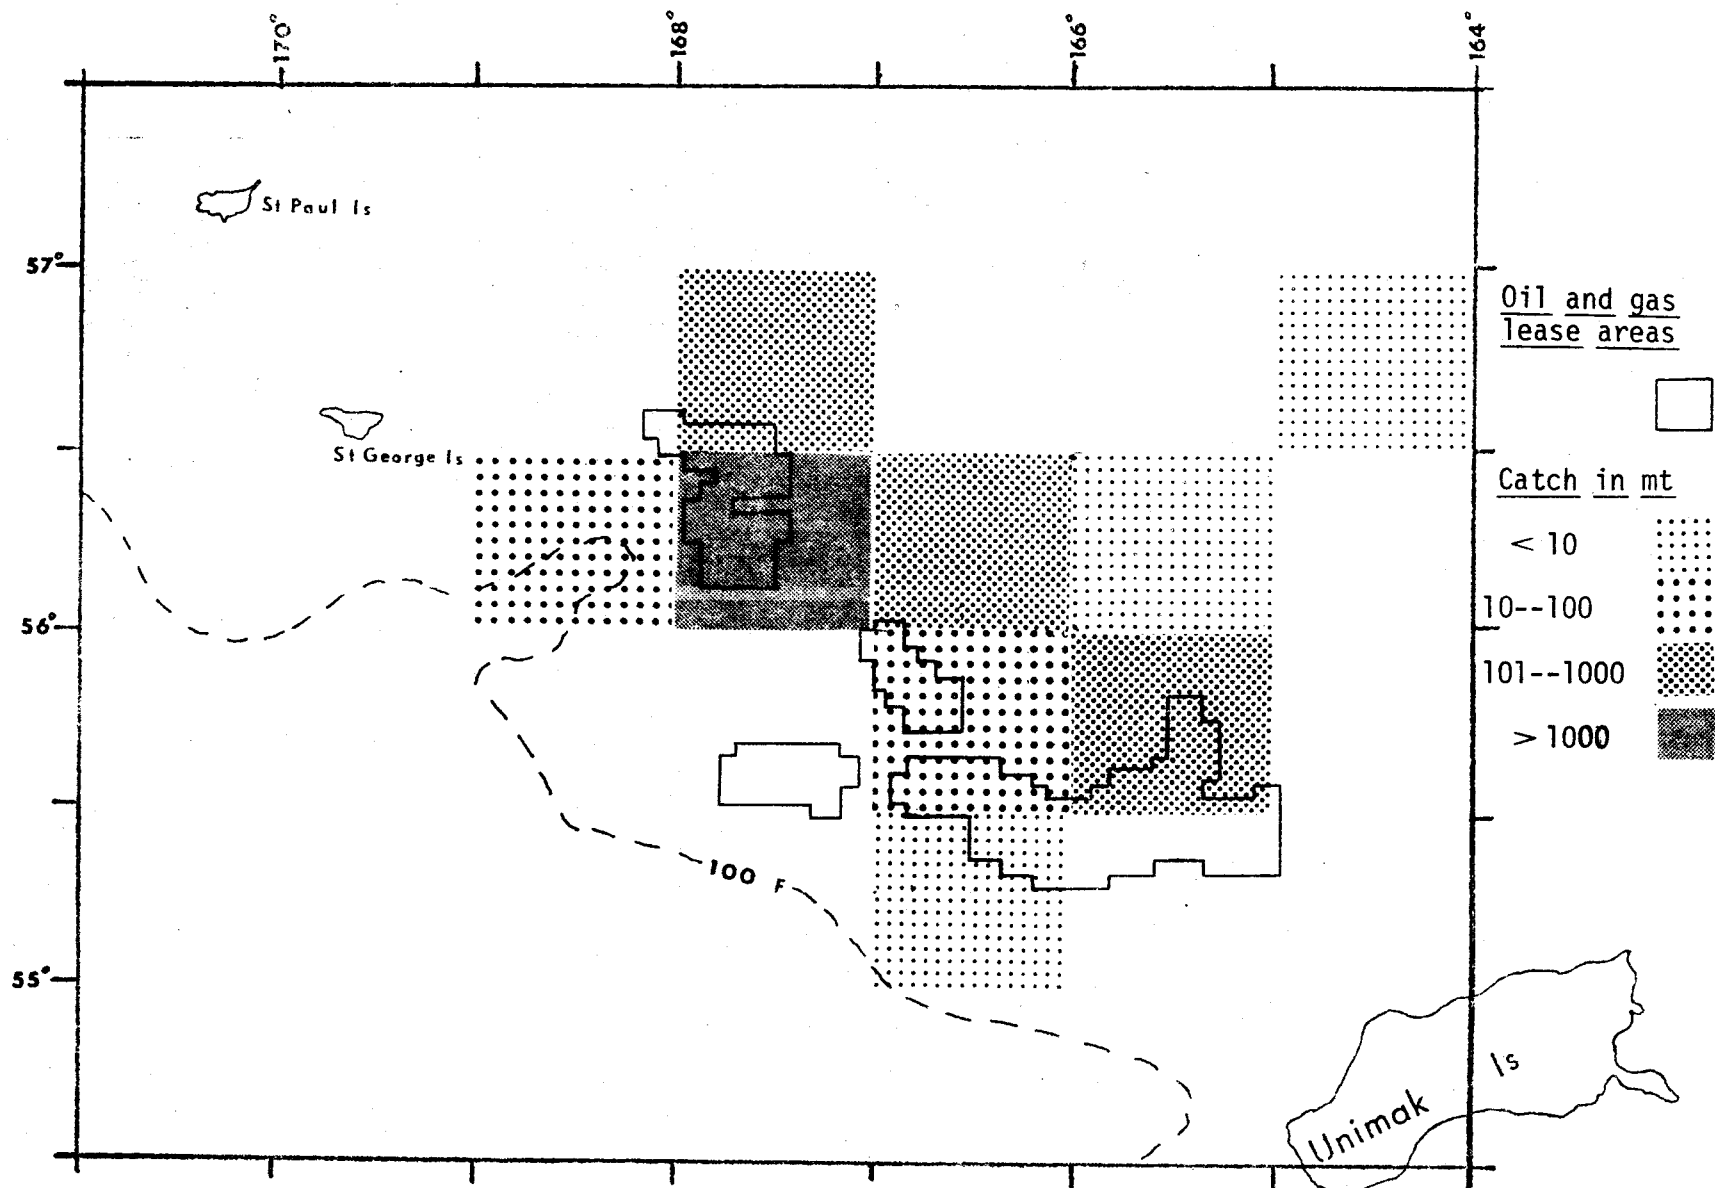 170°
168°
166°
164°
St Paul Is
57°
Oil and gas
lease areas
St George Is
Catch in mt
< 10
10--100
56°
101--1000
> 1000
100 F
55°
Unimak Is